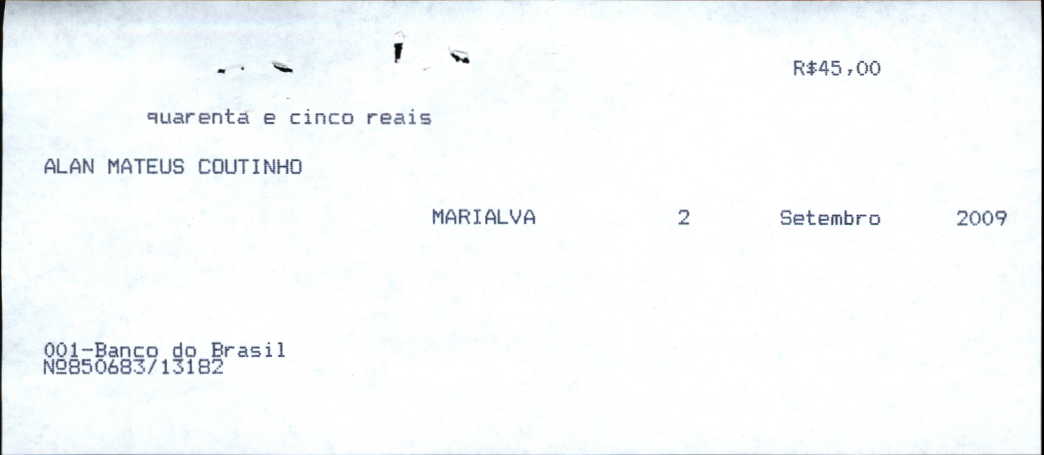 R$45,00
quarenta e cinco reais
ALAN MATEUS COUTINHO
MARIALVA 2 Setembro 2009
001-Banco do Brasil
Nº850683/13182